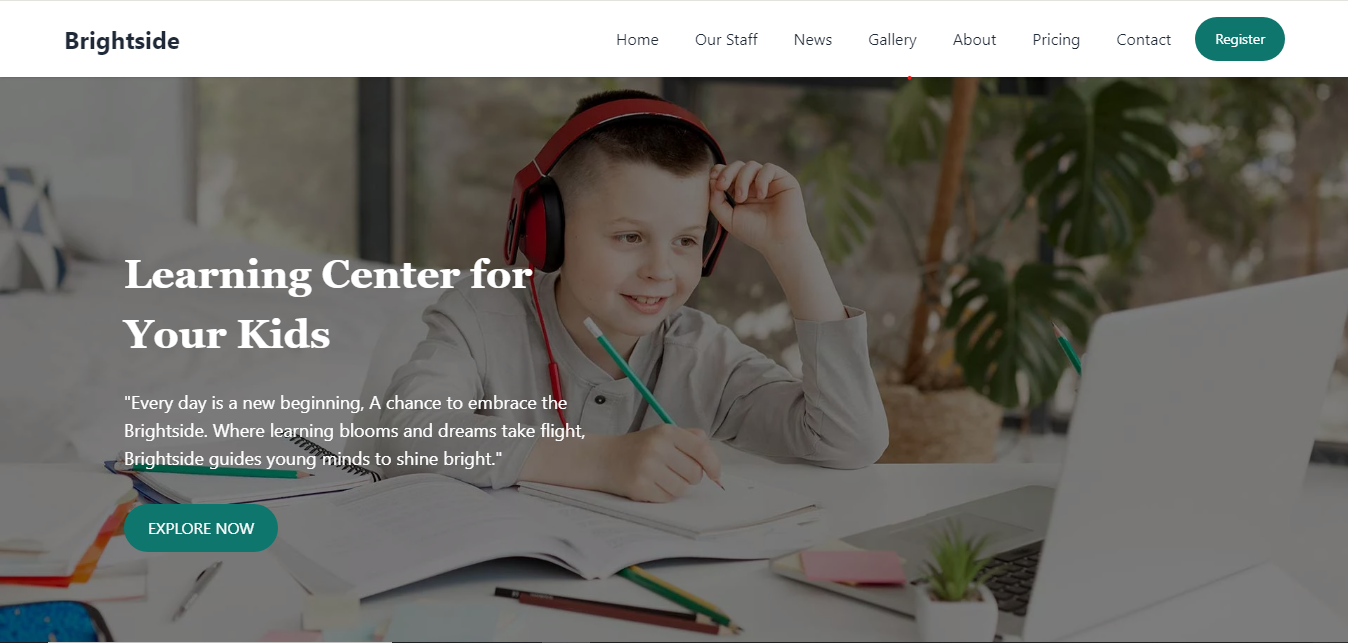 Brightside
Home Our Staff News Gallery About Pricing Contact Register
Learning Center for
Your Kids
"Every day is a new beginning, A chance to embrace the
Brightside. Where learning blooms and dreams take flight,
Brightside guides young minds to shine bright."
EXPLORE NOW